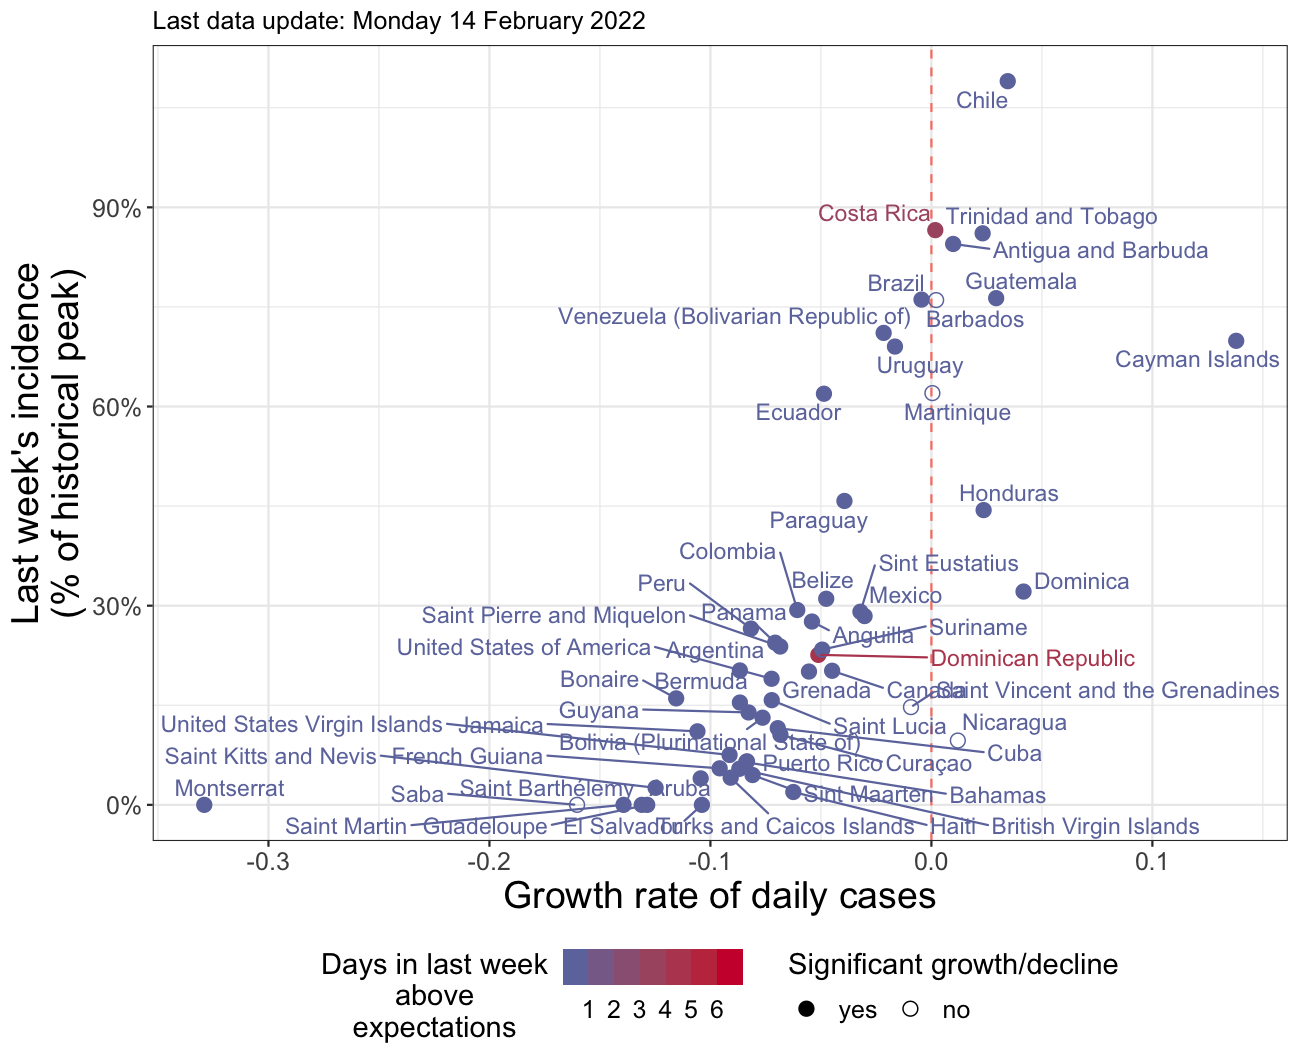 Last data update: Monday 14 February 2022
Last week's incidence
(% of historical peak)
90%
60%
30%
0%
Chile
Costa Rica
Trinidad and Tobago
Antigua and Barbuda
Brazil
Guatemala
Venezuela (Bolivarian Republic of)
Barbados
Uruguay
Cayman Islands
Ecuador
Martinique
Honduras
Paraguay
Colombia
Sint Eustatius
Peru
Belize
Dominica
Mexico
Saint Pierre and Miquelon
Panama
Suriname
Anguilla
United States of America
Argentina
Dominican Republic
Bonaire
Bermuda
Grenada
Canada
Saint Vincent and the Grenadines
Guyana
United States Virgin Islands
Jamaica
Saint Lucia
Nicaragua
Bolivia (Plurinational State of)
Cuba
Saint Kitts and Nevis
French Guiana
Puerto Rico
Curaçao
Montserrat
Saba
Saint Barthélemy
Aruba
Sint Maarten
Bahamas
Saint Martin
Guadeloupe
El Salvador
Turks and Caicos Islands
Haiti
British Virgin Islands
-0.3
-0.2
-0.1
0.0
0.1
Growth rate of daily cases
Days in last week
above
expectations
1 2 3 4 5 6
Significant growth/decline
yes
no